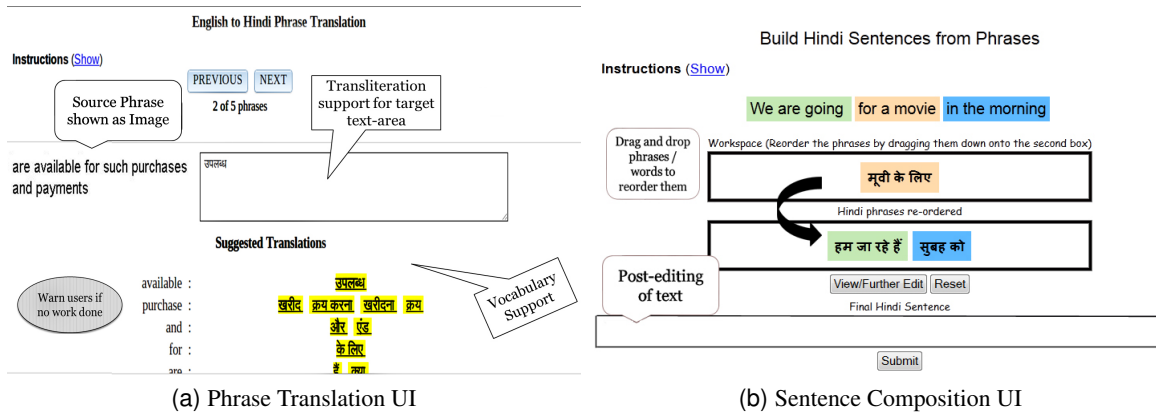 English to Hindi Phrase Translation
Instructions (Show)
PREVIOUS NEXT
2 of 5 phrases
Source Phrase
shown as Image
Transliteration
support for target
text-area
are available for such purchases
and payments
उपलब्ध
Suggested Translations
Warn users if
no work done
Vocabulary
Support
available : उपलब्ध
purchase : खरीद क्रय करना खरीदना क्रय
and : और एंड
for : के लिए
are : हैं क्या
(a) Phrase Translation UI
Build Hindi Sentences from Phrases
Instructions (Show)
We are going for a movie in the morning
Drag and drop
phrases /
words to
reorder them
Workspace (Reorder the phrases by dragging them down onto the second box)
मूवी के लिए
Hindi phrases re-ordered
हम जा रहे हैं सुबह को
Post-editing
of text
View/Further Edit Reset
Final Hindi Sentence
Submit
(b) Sentence Composition UI